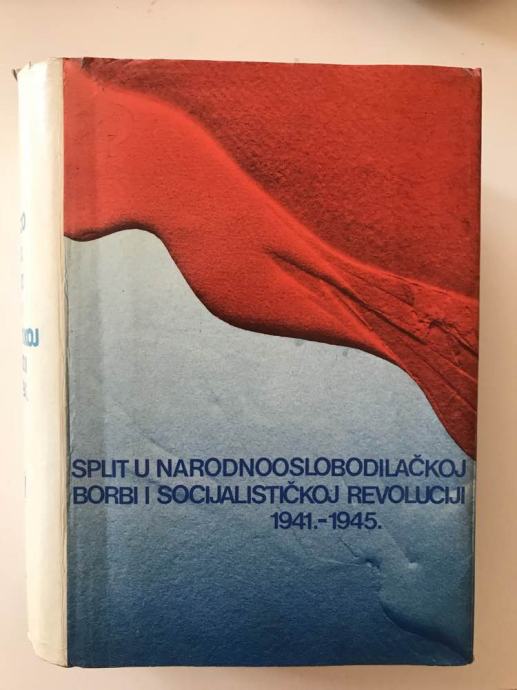 SPLIT U NARODNOOSLOBODILAČKOJ
BORBI I SOCIJALISTIČKOJ REVOLUCIJI
1941.-1945.